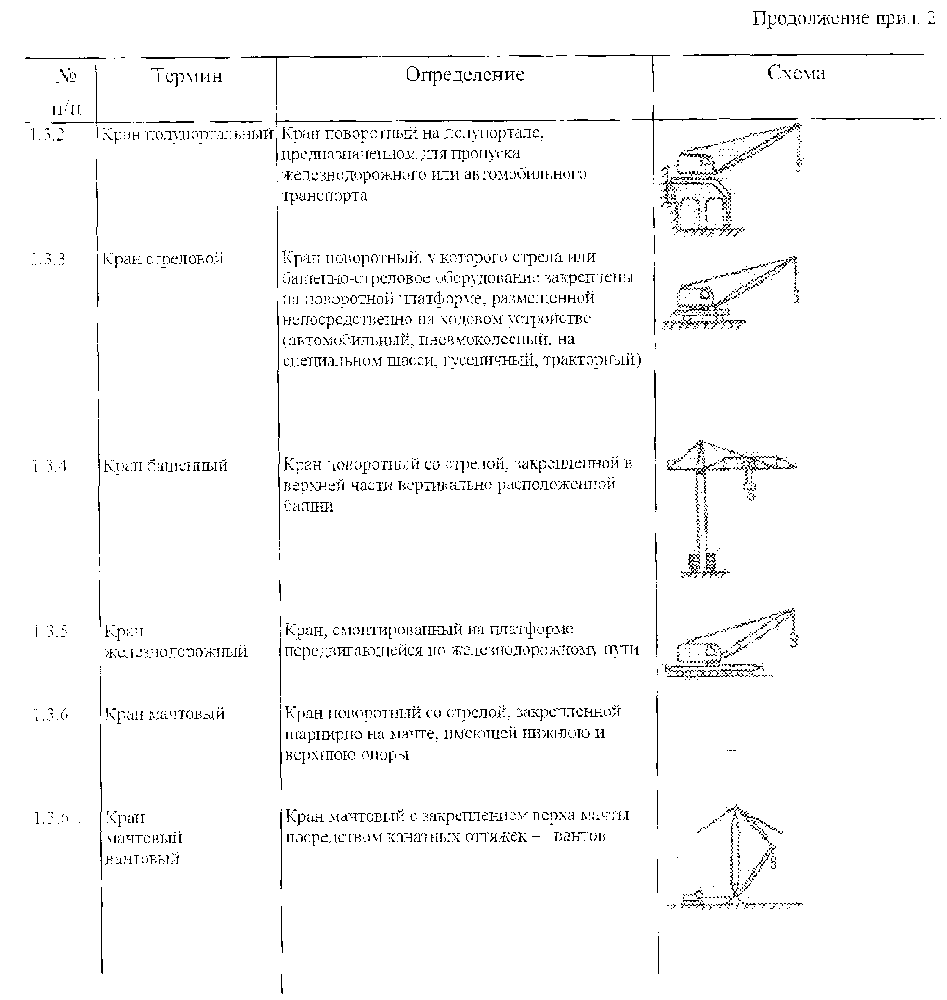 Продолжение прил. 2
№ п/п
Термин
Определение
Схема
1.3.2
Кран полупортальный
Кран поворотный на полупортале,
предназначенном для пропуска
железнодорожного или автомобильного
транспорта
1.3.3
Кран стреловой
Кран поворотный, у которого стрела или
башенно-стреловое оборудование закреплены
на поворотной платформе, размещенной
непосредственно на ходовом устройстве
(автомобильный, пневмоколесный, на
специальном шасси, гусеничный, тракторный)
1.3.4
Кран башенный
Кран поворотный со стрелой, закрепленной в
верхней части вертикально расположенной
башни
1.3.5
Кран
железнодорожный
Кран, смонтированный на платформе,
передвигающейся по железнодорожному пути
1.3.6
Кран мачтовый
Кран поворотный со стрелой, закрепленной
шарнирно на мачте, имеющей нижнюю и
верхнюю опоры
—
1.3.6.1
Кран
мачтовый
вантовый
Кран мачтовый с закреплением верха мачты
посредством канатных оттяжек — вантов